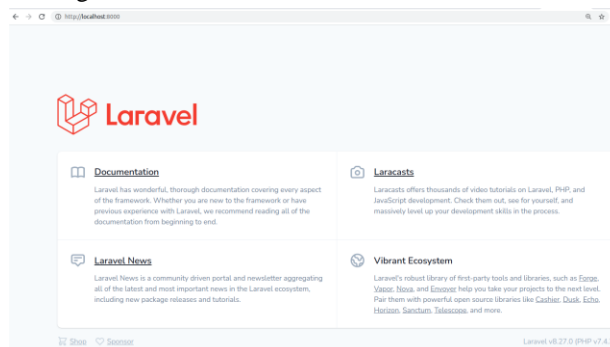 http://localhost:8000
Laravel
Documentation
Laravel has wonderful, thorough documentation covering every aspect
of the framework. Whether you are new to the framework or have
previous experience with Laravel, we recommend reading all of the
documentation from beginning to end.
Laracasts
Laracasts offers thousands of video tutorials on Laravel, PHP, and
JavaScript development. Check them out, see for yourself, and
massively level up your development skills in the process.
Laravel News
Laravel News is a community driven portal and newsletter aggregating
all of the latest and most important news in the Laravel ecosystem,
including new package releases and tutorials.
Vibrant Ecosystem
Laravel's robust library of first-party tools and libraries, such as Forge,
Vapor, Nova, and Envoyer help you take your projects to the next level.
Pair them with powerful open source libraries like Cashier, Dusk, Echo,
Horizon, Sanctum, Telescope, and more.
Shop Sponsor
Laravel v8.27.0 (PHP v7.4